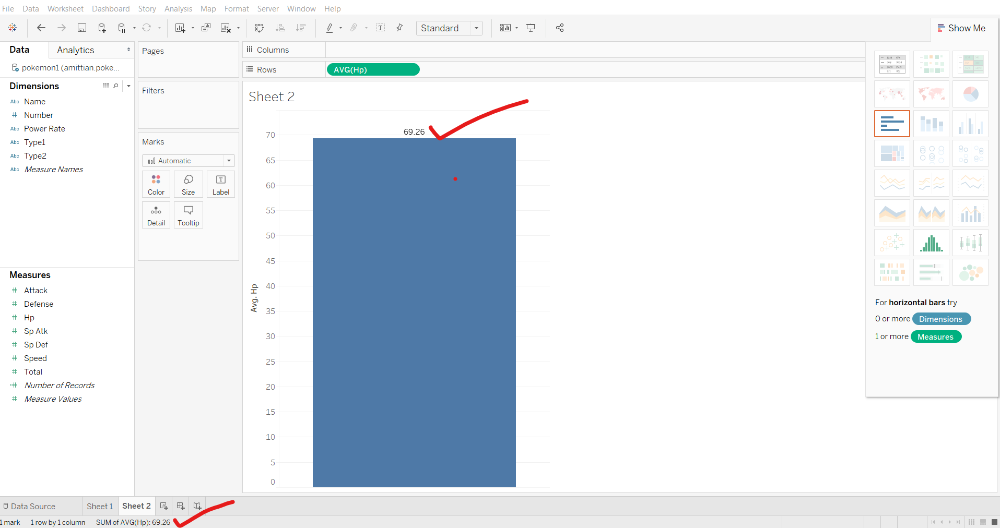 File Data Worksheet Dashboard Story Analysis Map Format Server Window Help
Standard
Show Me
Data Analytics
pokemon1 (amittian.poke...
Dimensions
Abc Name
# Number
Abc Power Rate
Abc Type1
Abc Type2
Abc Measure Names
Measures
# Attack
# Defense
# Hp
# Sp Atk
# Sp Def
# Speed
# Total
=# Number of Records
# Measure Values
Pages
Filters
Marks
Automatic
Color Size Label
Detail Tooltip
Columns
Rows AVG(Hp)
Sheet 2
69.26
70
65
60
55
50
45
40
35
30
25
20
15
10
5
0
Avg. Hp
For horizontal bars try
0 or more Dimensions
1 or more Measures
Data Source Sheet 1 Sheet 2
1 mark 1 row by 1 column SUM of AVG(Hp): 69.26